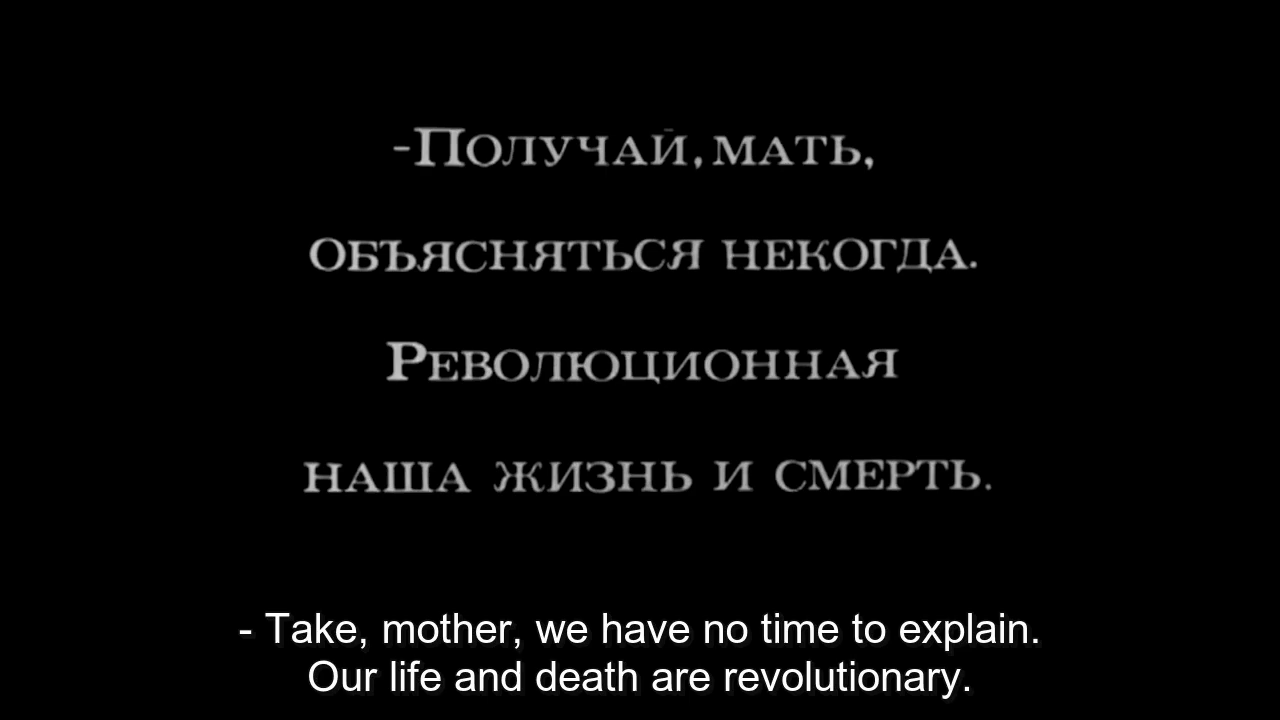 -Получай, мать,
объясняться некогда.
Революционная
наша жизнь и смерть.
- Take, mother, we have no time to explain.
Our life and death are revolutionary.